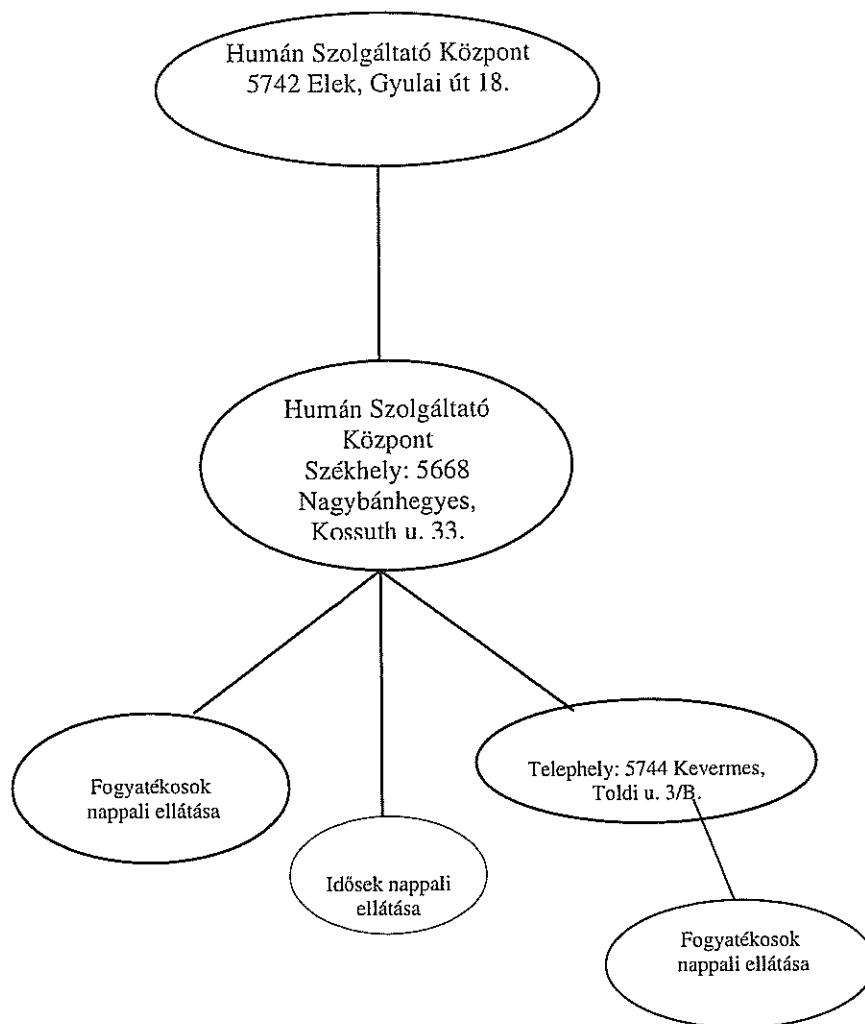 Humán Szolgáltató Központ
5742 Elek, Gyulai út 18.
Humán Szolgáltató
Központ
Székhely: 5668
Nagybánhegyes,
Kossuth u. 33.
Fogyatékosok
nappali ellátása
Idősek nappali
ellátása
Telephely: 5744 Kevermes,
Toldi u. 3/B.
Fogyatékosok
nappali ellátása